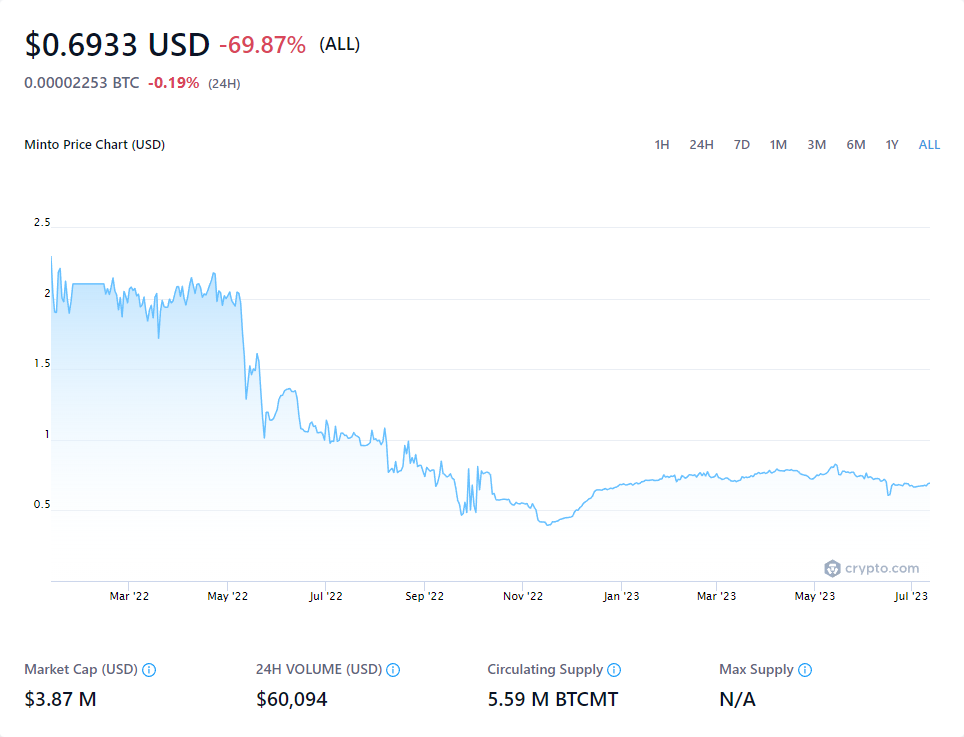 $0.6933 USD -69.87% (ALL)
0.00002253 BTC -0.19% (24H)
Minto Price Chart (USD) 1H 24H 7D 1M 3M 6M 1Y ALL
2.5
2
1.5
1
0.5
crypto.com
Mar '22 May '22 Jul '22 Sep '22 Nov '22 Jan '23 Mar '23 May '23 Jul '23
Market Cap (USD) 24H VOLUME (USD) Circulating Supply Max Supply
$3.87 M $60,094 5.59 M BTCMT N/A